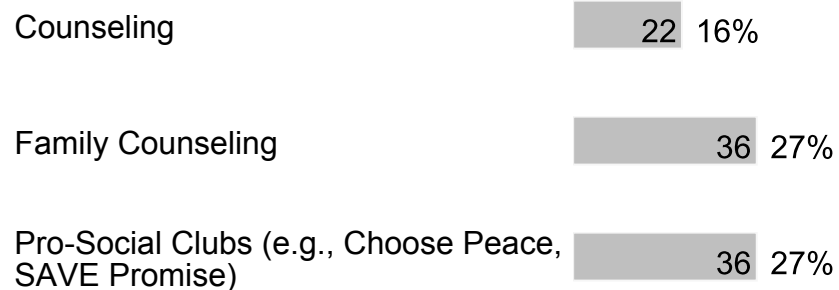 Counseling 22 16%
Family Counseling 36 27%
Pro-Social Clubs (e.g., Choose Peace,
SAVE Promise) 36 27%